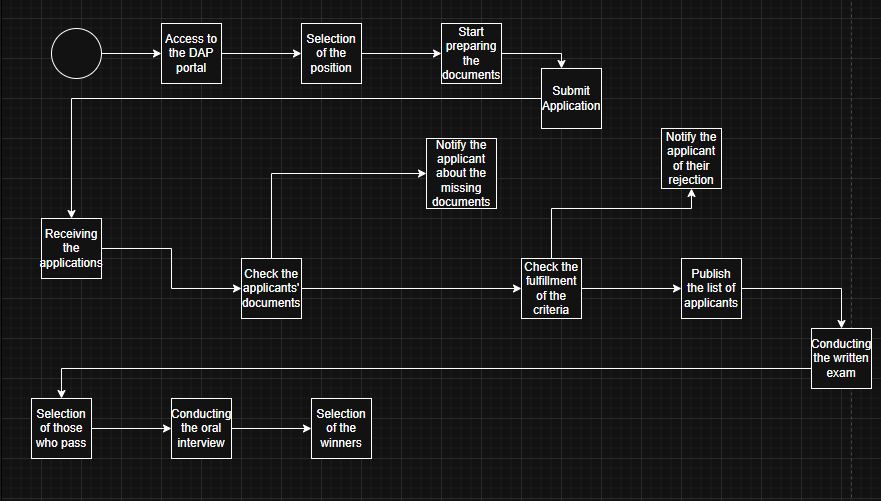 Access to
the DAP
portal
Selection
of the
position
Start
preparing
the
documents
Submit
Application
Notify the
applicant
about the
missing
documents
Notify the
applicant
of their
rejection
Receiving
the
applications
Check the
applicants'
documents
Check the
fulfillment
of the
criteria
Publish
the list of
applicants
Conducting
the written
exam
Selection
of those
who pass
Conducting
the oral
interview
Selection
of the
winners